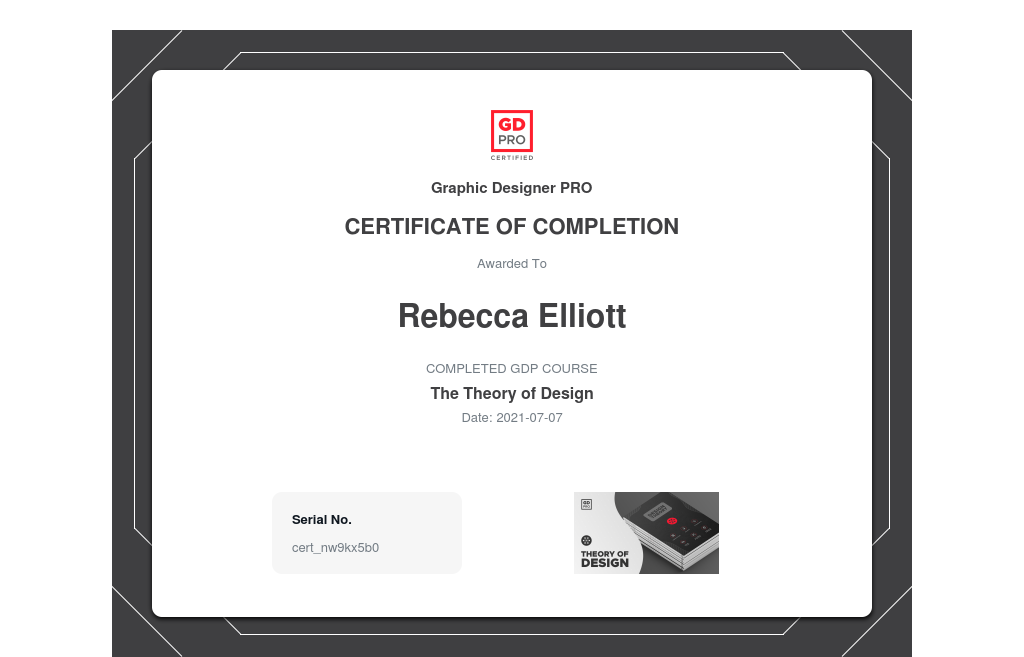 GD
PRO
CERTIFIED
Graphic Designer PRO
CERTIFICATE OF COMPLETION
Awarded To
Rebecca Elliott
COMPLETED GDP COURSE
The Theory of Design
Date: 2021-07-07
Serial No.
cert_nw9kx5b0
GD
PRO
THEORY OF
DESIGN